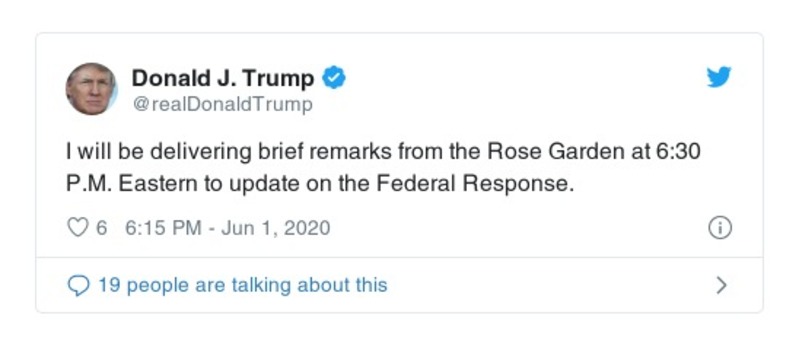 Donald J. Trump
@realDonaldTrump
I will be delivering brief remarks from the Rose Garden at 6:30
P.M. Eastern to update on the Federal Response.
6 6:15 PM - Jun 1, 2020
19 people are talking about this